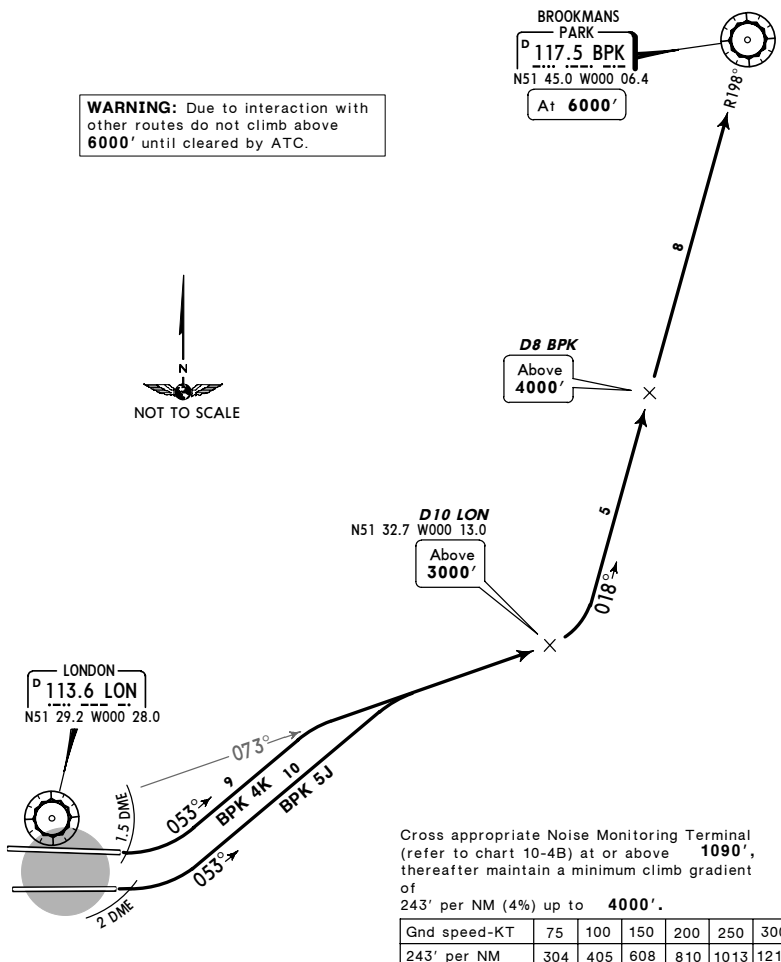 BROOKMANS
PARK
D 117.5 BPK
N51 45.0 W000 06.4
At 6000'
R198°
WARNING: Due to interaction with
other routes do not climb above
6000' until cleared by ATC.
8
N
NOT TO SCALE
D8 BPK
Above
4000'
5
D10 LON
N51 32.7 W000 13.0
Above
3000'
018°
LONDON
D 113.6 LON
N51 29.2 W000 28.0
073°
9
10
053°
BPK 4K
BPK 5J
1.5 DME
053°
2 DME
Cross appropriate Noise Monitoring Terminal
(refer to chart 10-4B) at or above 1090',
thereafter maintain a minimum climb gradient
of
243' per NM (4%) up to 4000'.
Gnd speed-KT 75 100 150 200 250 300
243' per NM 304 405 608 810 1013